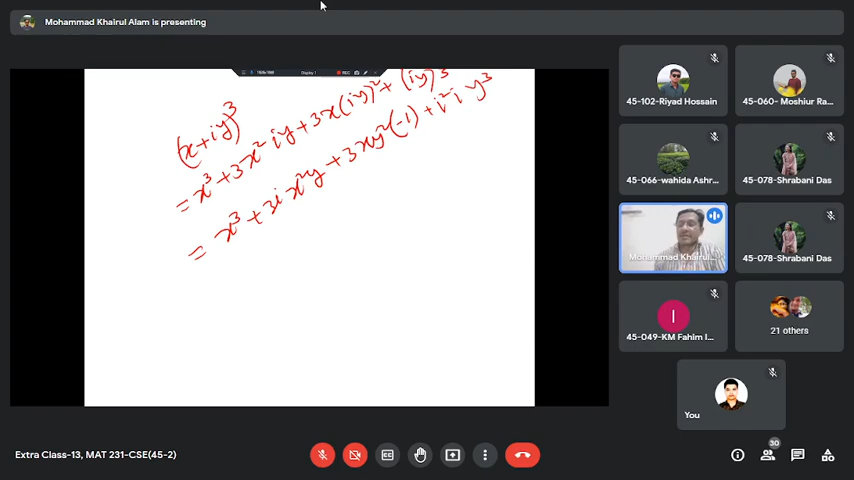 Mohammad Khairul Alam is presenting
(x+iy)³
= x³ + 3x² iy + 3x(iy)² + (iy)³
= x³ + 3i x²y + 3xy²(-1) + i² i y³
45-102-Riyad Hossain
45-060- Moshiur Ra...
45-066-wahida Ashr...
45-078-Shrabani Das
Mohammad Khairul...
45-078-Shrabani Das
I
45-049-KM Fahim I...
21 others
You
Extra Class-13, MAT 231-CSE(45-2)
30